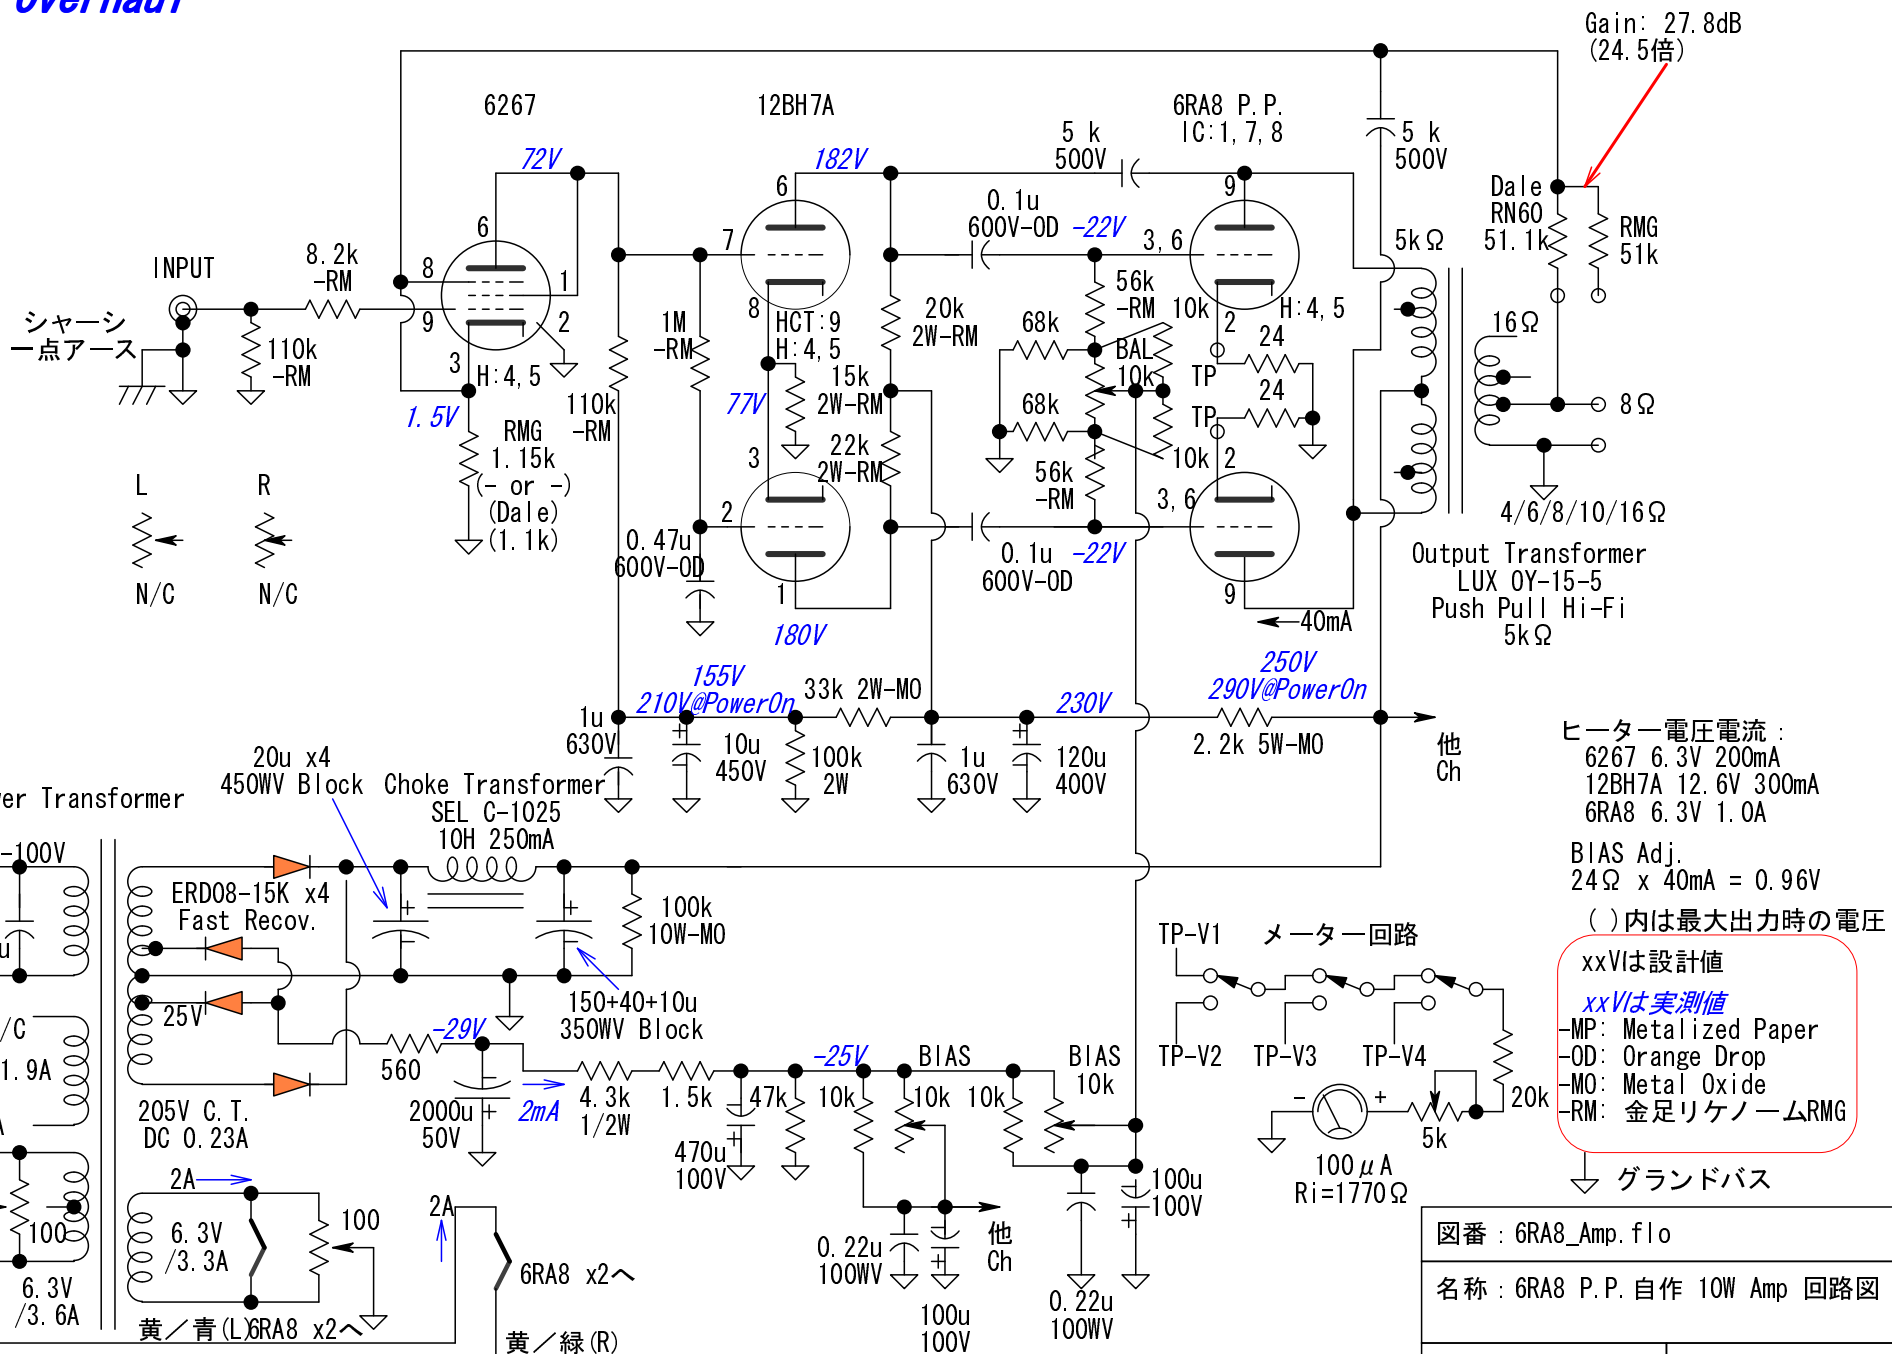 Overhaul
Gain: 27.8dB
(24.5倍)
6267
12BH7A
6RA8 P.P.
IC:1,7,8
5 k
500V
5 k
500V
72V
182V
6
6
9
Dale
RN60
51.1k
RMG
51k
0.1u
600V-OD
-22V
7
3,6
5kΩ
8.2k
-RM
INPUT
8
1
9
2
3
H:4,5
シャーシ
一点アース
110k
-RM
1M
-RM
8
HCT:9
H:4,5
20k
2W-RM
68k
56k
-RM
10k
2
H:4,5
24
16Ω
BAL
10k
TP
15k
2W-RM
77V
1.5V
110k
-RM
68k
TP
24
8Ω
RMG
1.15k
(- or -)
(Dale)
(1.1k)
3
22k
2W-RM
10k
2
56k
-RM
3,6
L
R
N/C
N/C
2
0.47u
600V-OD
0.1u
600V-OD
-22V
4/6/8/10/16Ω
Output Transformer
LUX OY-15-5
Push Pull Hi-Fi
5kΩ
1
9
40mA
180V
155V
210V@PowerOn
33k 2W-MO
230V
250V
290V@PowerOn
1u
630V
10u
450V
100k
2W
1u
630V
120u
400V
2.2k 5W-MO
他
Ch
ヒーター電圧電流:
6267 6.3V 200mA
12BH7A 12.6V 300mA
6RA8 6.3V 1.0A
20u x4
450WV Block
Choke Transformer
SEL C-1025
10H 250mA
er Transformer
-100V
ERD08-15K x4
Fast Recov.
100k
10W-MO
BIAS Adj.
24Ω x 40mA = 0.96V
( )内は最大出力時の電圧
xxVは設計値
xxVは実測値
-MP: Metalized Paper
-OD: Orange Drop
-MO: Metal Oxide
-RM: 金足リケノームRMG
グランドバス
TP-V1
メーター回路
TP-V2
TP-V3
TP-V4
20k
5k
100μA
Ri=1770Ω
u
/C
1.9A
A
25V
-29V
150+40+10u
350WV Block
560
2000u
50V
2mA
4.3k
1/2W
1.5k
47k
-25V
10k
BIAS
10k
10k
BIAS
10k
470u
100V
205V C.T.
DC 0.23A
2A
6.3V
/3.3A
100
100
6.3V
/3.6A
黄/青(L)
6RA8 x2へ
2A
6RA8 x2へ
黄/緑(R)
0.22u
100WV
他
Ch
100u
100V
0.22u
100WV
100u
100V
図番:6RA8_Amp.flo
名称:6RA8 P.P.自作 10W Amp 回路図